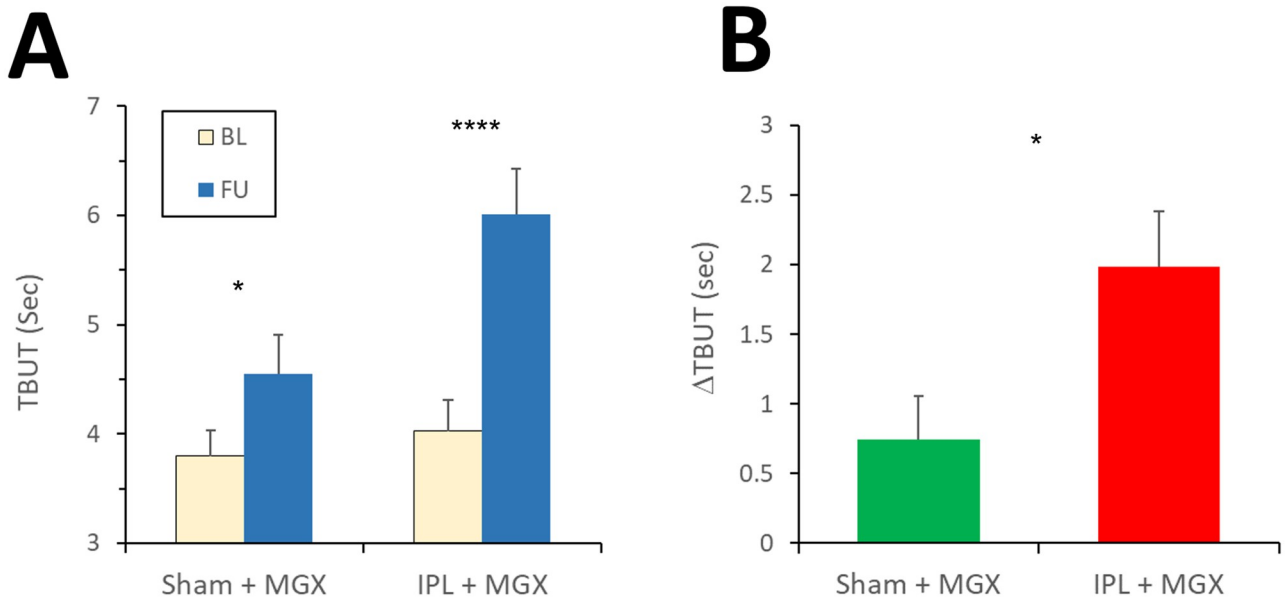 A
7
6
5
4
3
TBUT (Sec)
BL
FU
*
****
Sham + MGX
IPL + MGX
B
3
2.5
2
1.5
1
0.5
0
ΔTBUT (sec)
*
Sham + MGX
IPL + MGX